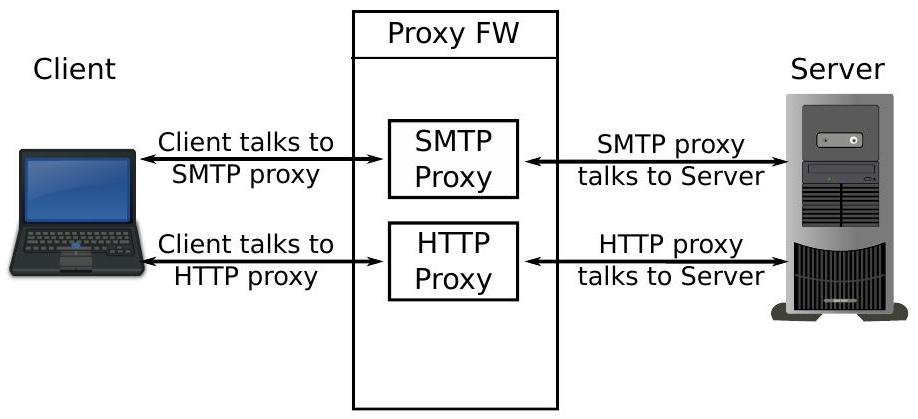 Proxy FW
Client
Server
Client talks to
SMTP proxy
SMTP
Proxy
SMTP proxy
talks to Server
Client talks to
HTTP proxy
HTTP
Proxy
HTTP proxy
talks to Server